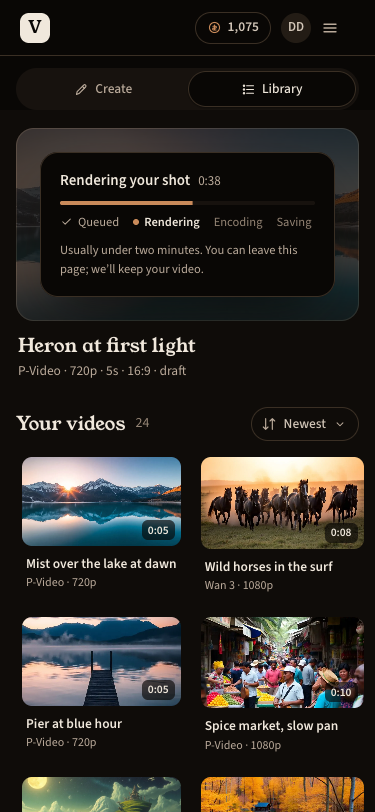 V
1,075
DD
Create
Library
Rendering your shot 0:38
Queued Rendering Encoding Saving
Usually under two minutes. You can leave this
page; we'll keep your video.
Heron at first light
P-Video · 720p · 5s · 16:9 · draft
Your videos 24
Newest
0:05
0:08
Mist over the lake at dawn
P-Video · 720p
Wild horses in the surf
Wan 3 · 1080p
0:05
0:10
Pier at blue hour
P-Video · 720p
Spice market, slow pan
P-Video · 1080p